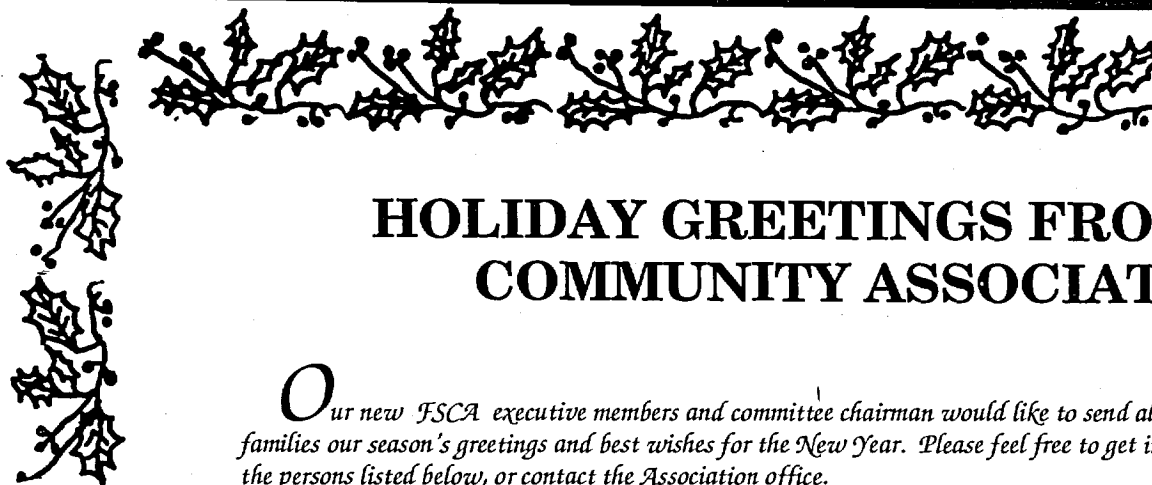 HOLIDAY GREETINGS FRO
COMMUNITY ASSOCIAT
Our new FSCA executive members and committee chairman would like to send al
families our season's greetings and best wishes for the New Year. Please feel free to get i
the persons listed below, or contact the Association office.